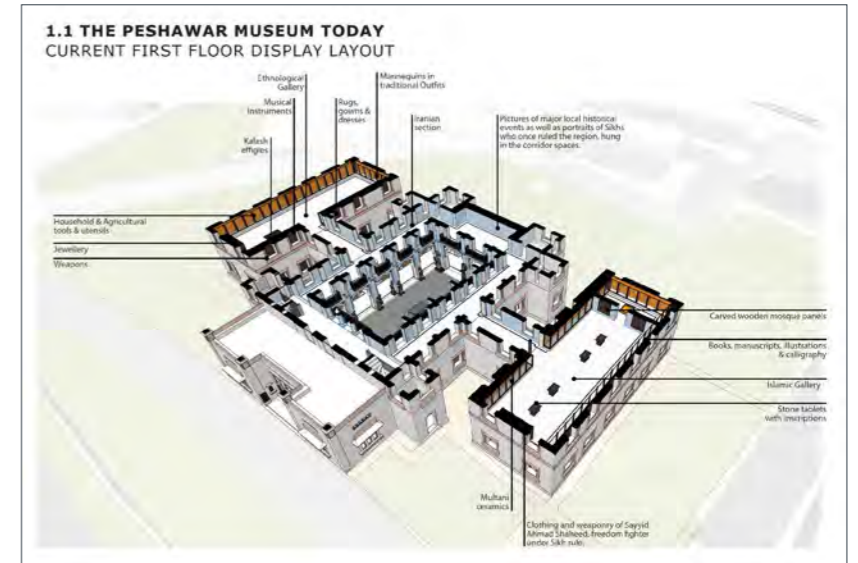 1.1 THE PESHAWAR MUSEUM TODAY
CURRENT FIRST FLOOR DISPLAY LAYOUT
Ethnological
Gallery
Musical
Instruments
Kalash
effigies
Mannequins in
traditional Outfits
Rugs,
gowns &
dresses
Iranian
section
Pictures of major local historical
events as well as portraits of Sikhs
who once ruled the region, hung
in the corridor spaces.
Household & Agricultural
tools & utensils
Jewellery
Weapons
Carved wooden mosque panels
Books, manuscripts, illustrations
& calligraphy
Islamic Gallery
Stone tablets
with inscriptions
Multani
ceramics
Clothing and weaponry of Sayyid
Ahmad Shaheed, freedom fighter
under Sikh rule.